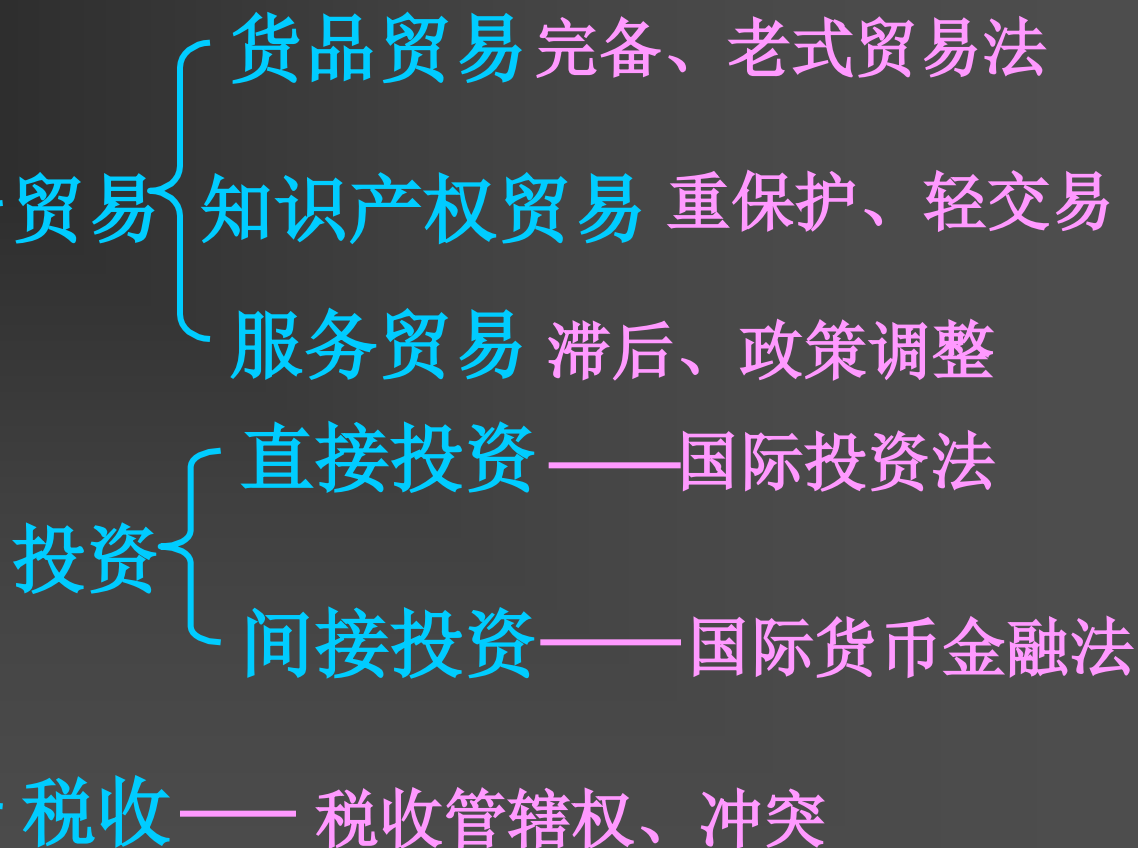 货品贸易 完备、老式贸易法
贸易 知识产权贸易 重保护、轻交易
服务贸易 滞后、政策调整
直接投资——国际投资法
投资
间接投资——国际货币金融法
税收—— 税收管辖权、冲突